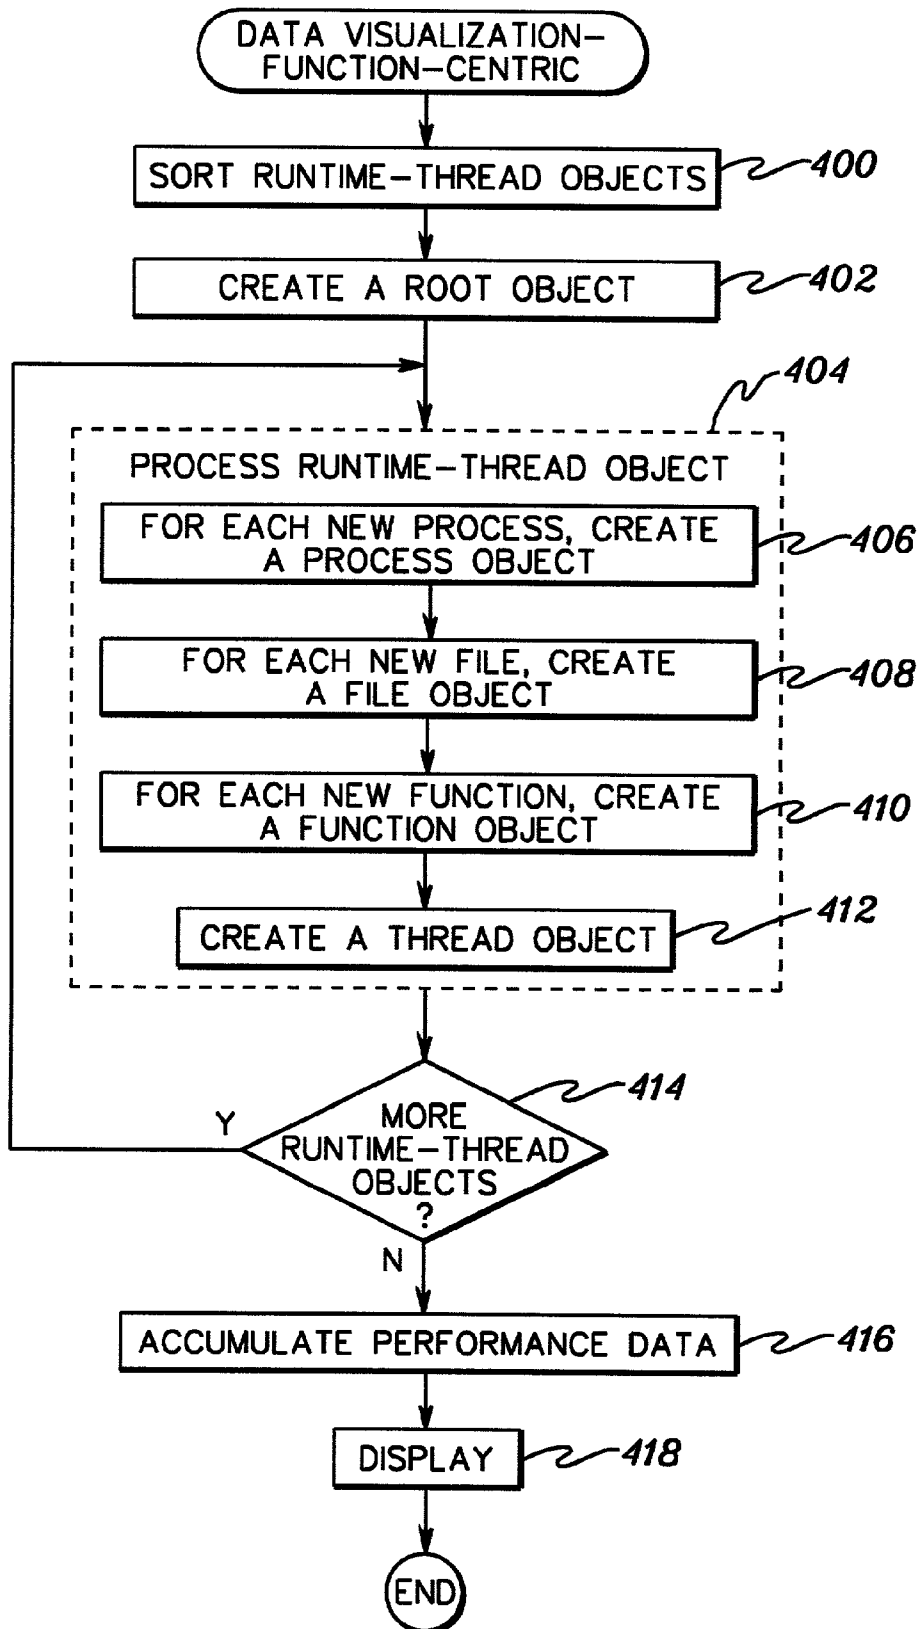 DATA VISUALIZATION-
FUNCTION-CENTRIC
SORT RUNTIME-THREAD OBJECTS
400
CREATE A ROOT OBJECT
402
404
PROCESS RUNTIME-THREAD OBJECT
FOR EACH NEW PROCESS, CREATE
A PROCESS OBJECT
406
FOR EACH NEW FILE, CREATE
A FILE OBJECT
408
FOR EACH NEW FUNCTION, CREATE
A FUNCTION OBJECT
410
CREATE A THREAD OBJECT
412
414
Y
MORE
RUNTIME-THREAD
OBJECTS
?
N
ACCUMULATE PERFORMANCE DATA
416
DISPLAY
418
END